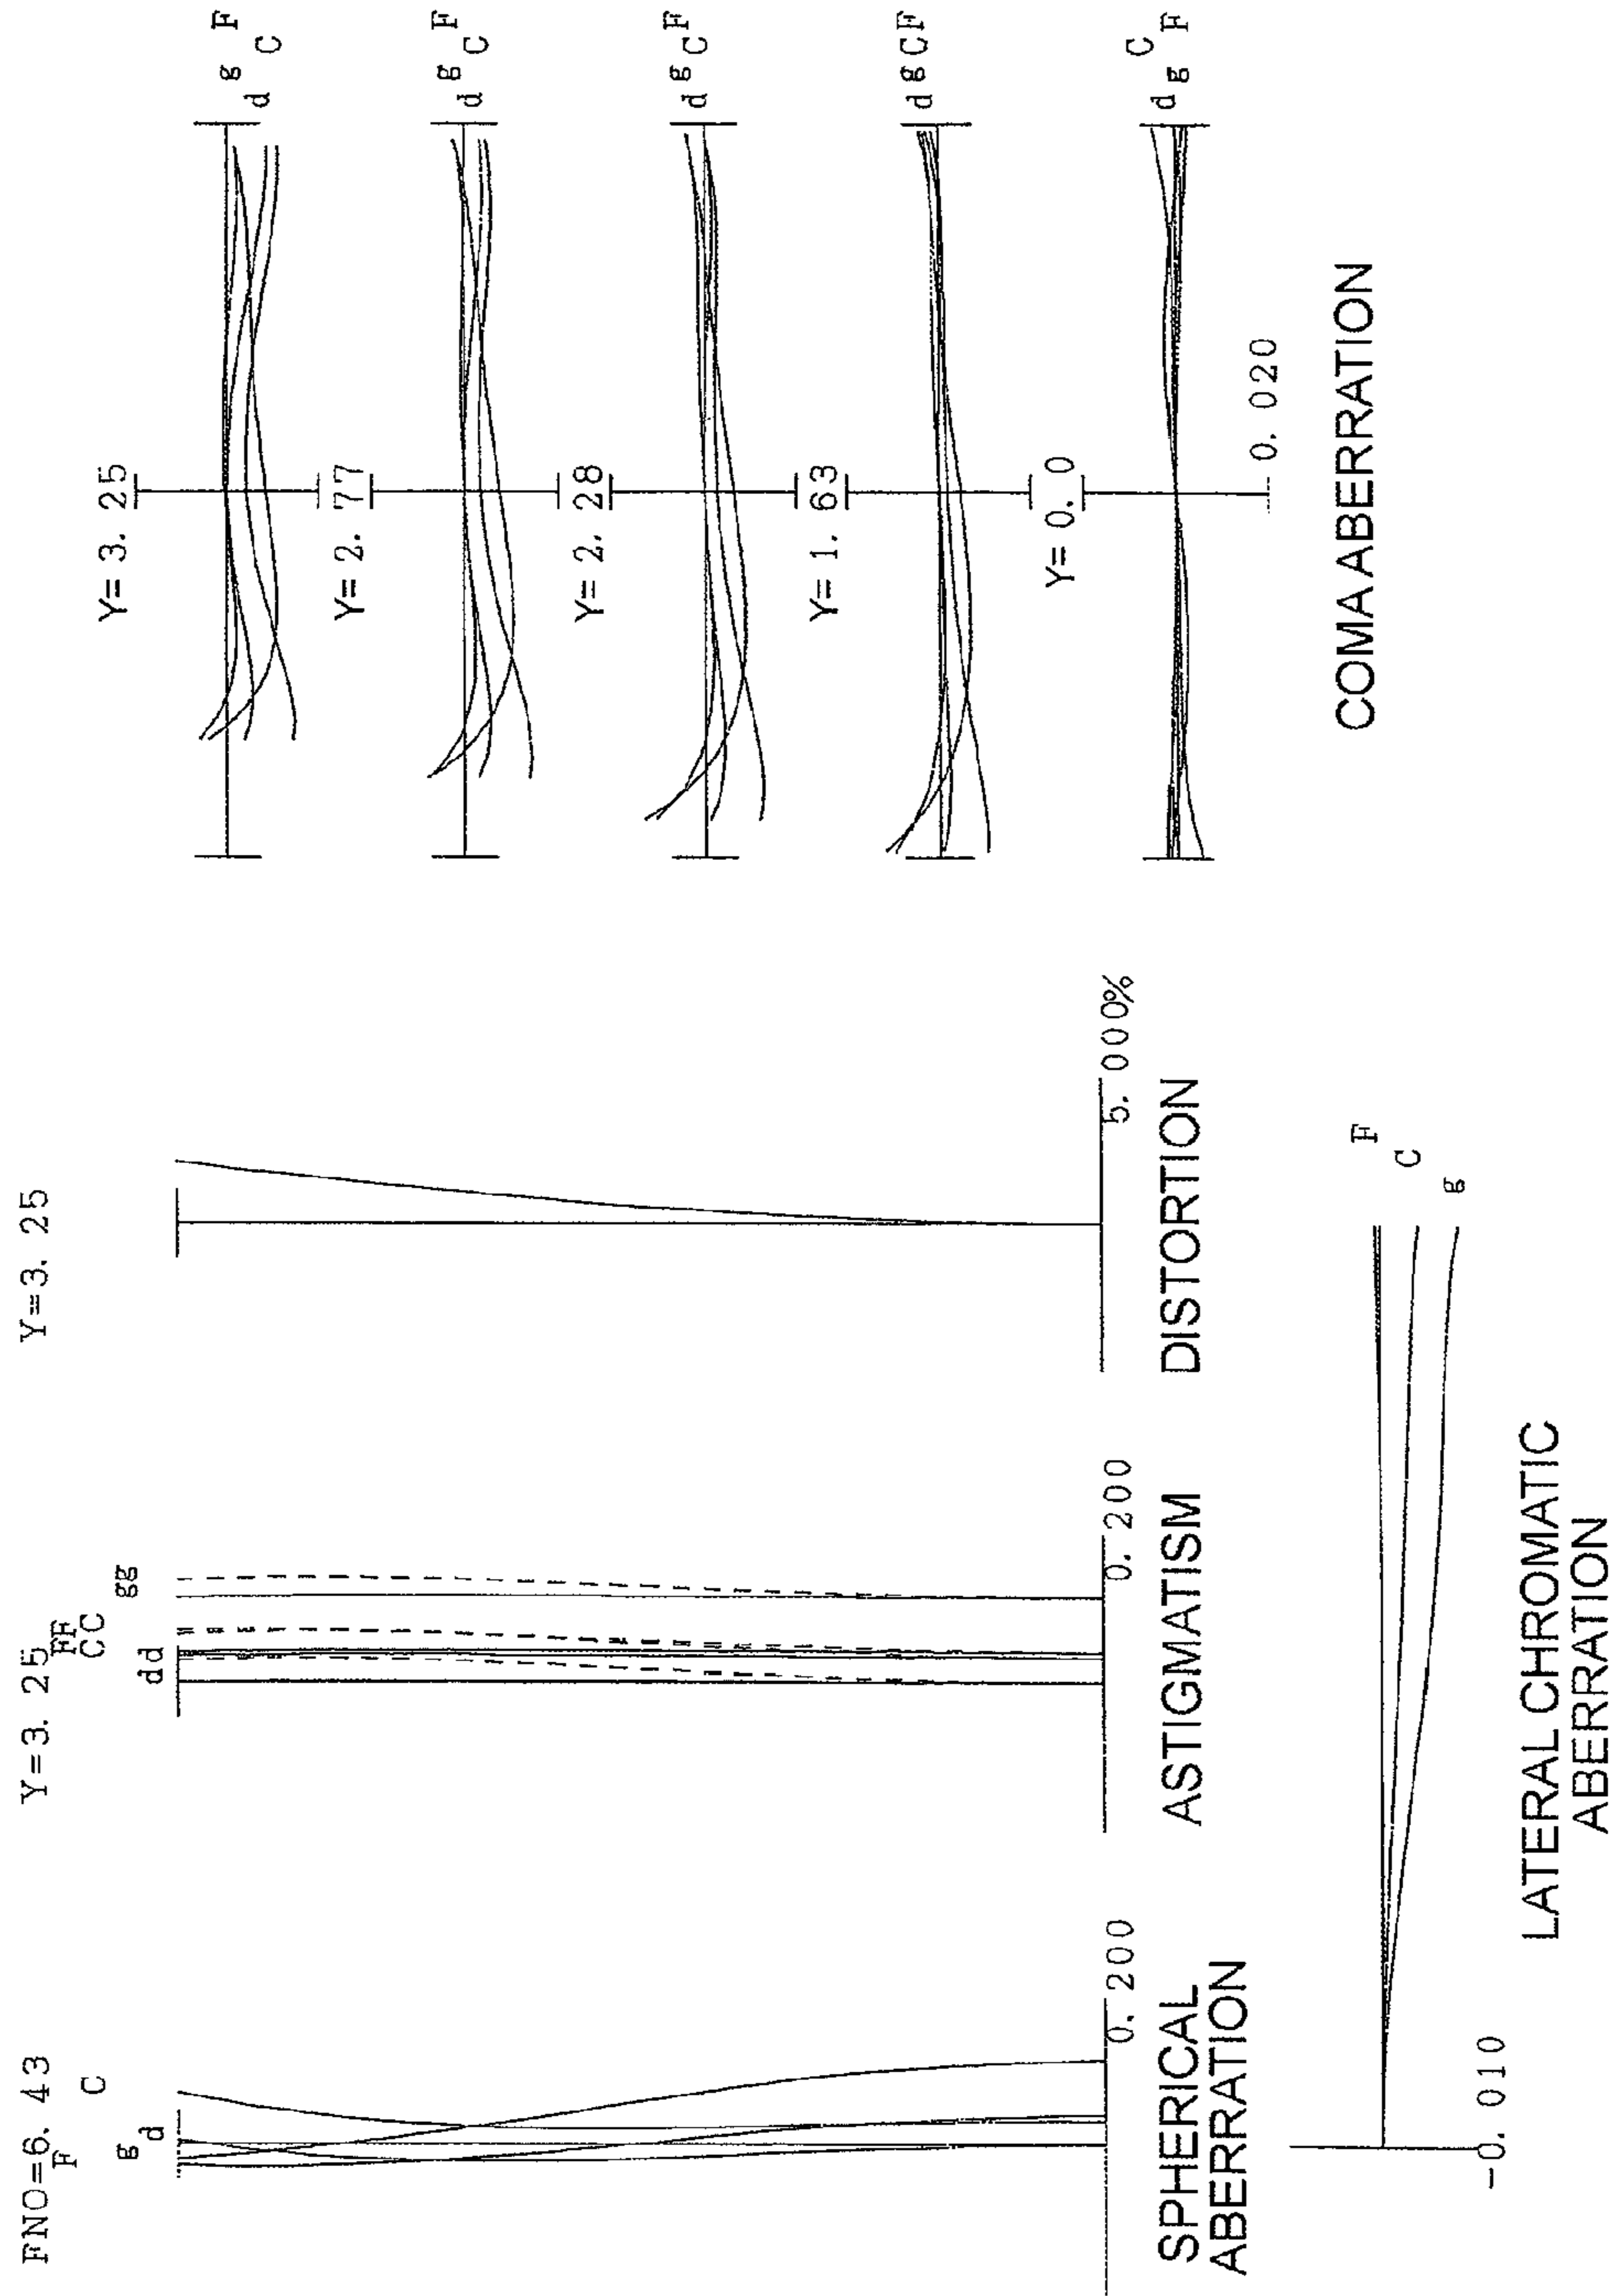 FNO=6. 43
F
C
g
d
0. 200
SPHERICAL
ABERRATION
Y=3. 25
FF
CC
dd
gg
0. 200
ASTIGMATISM
Y=3. 25
5. 000%
DISTORTION
F
C
g
-0. 010
LATERAL CHROMATIC
ABERRATION
Y= 3. 25
d
g
F
C
Y= 2. 77
d
g
C
F
Y= 2. 28
d
g
C
F
Y= 1. 63
d
g
C
F
Y= 0. 0
C
d
g
F
0. 020
COMA ABERRATION